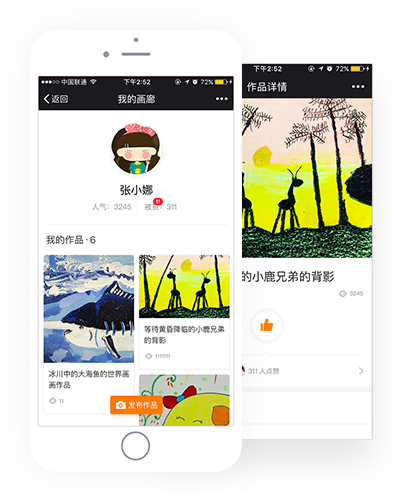 中国联通
下午2:52
72%
返回
我的画廊
张小娜
人气：3245
被赞：311
11
我的作品 · 6
等待黄昏降临的小鹿兄弟
的背影
1111111
冰川中的大海鱼的世界画
画作品
11
发布作品
下午2:52
72%
作品详情
的小鹿兄弟的背影
3245
311 人点赞